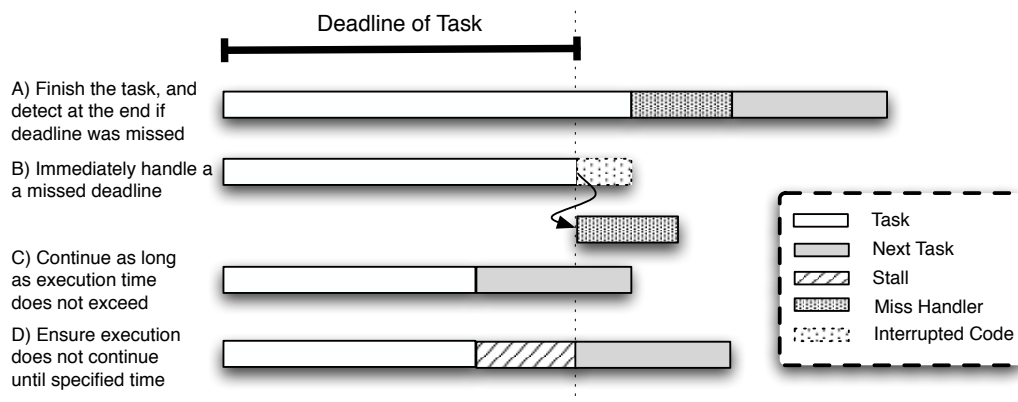 Deadline of Task
A) Finish the task, and
detect at the end if
deadline was missed
B) Immediately handle a
a missed deadline
C) Continue as long
as execution time
does not exceed
D) Ensure execution
does not continue
until specified time
Task
Next Task
Stall
Miss Handler
Interrupted Code